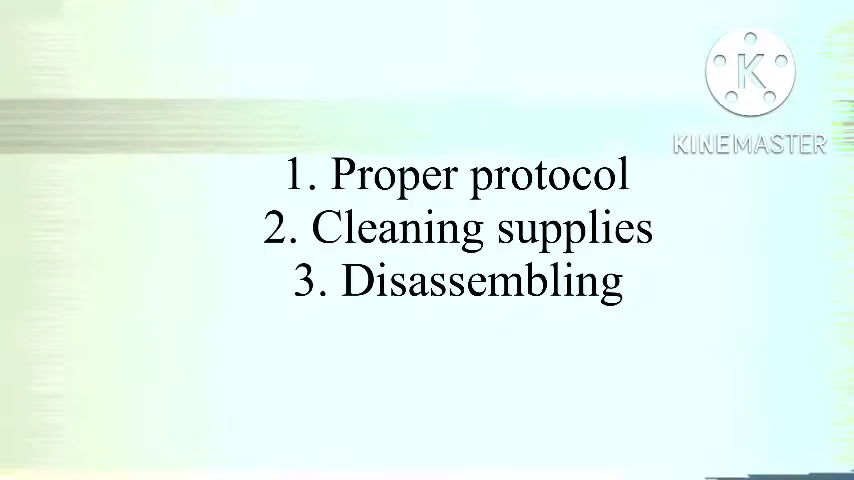 K
KINEMASTER
1. Proper protocol
2. Cleaning supplies
3. Disassembling